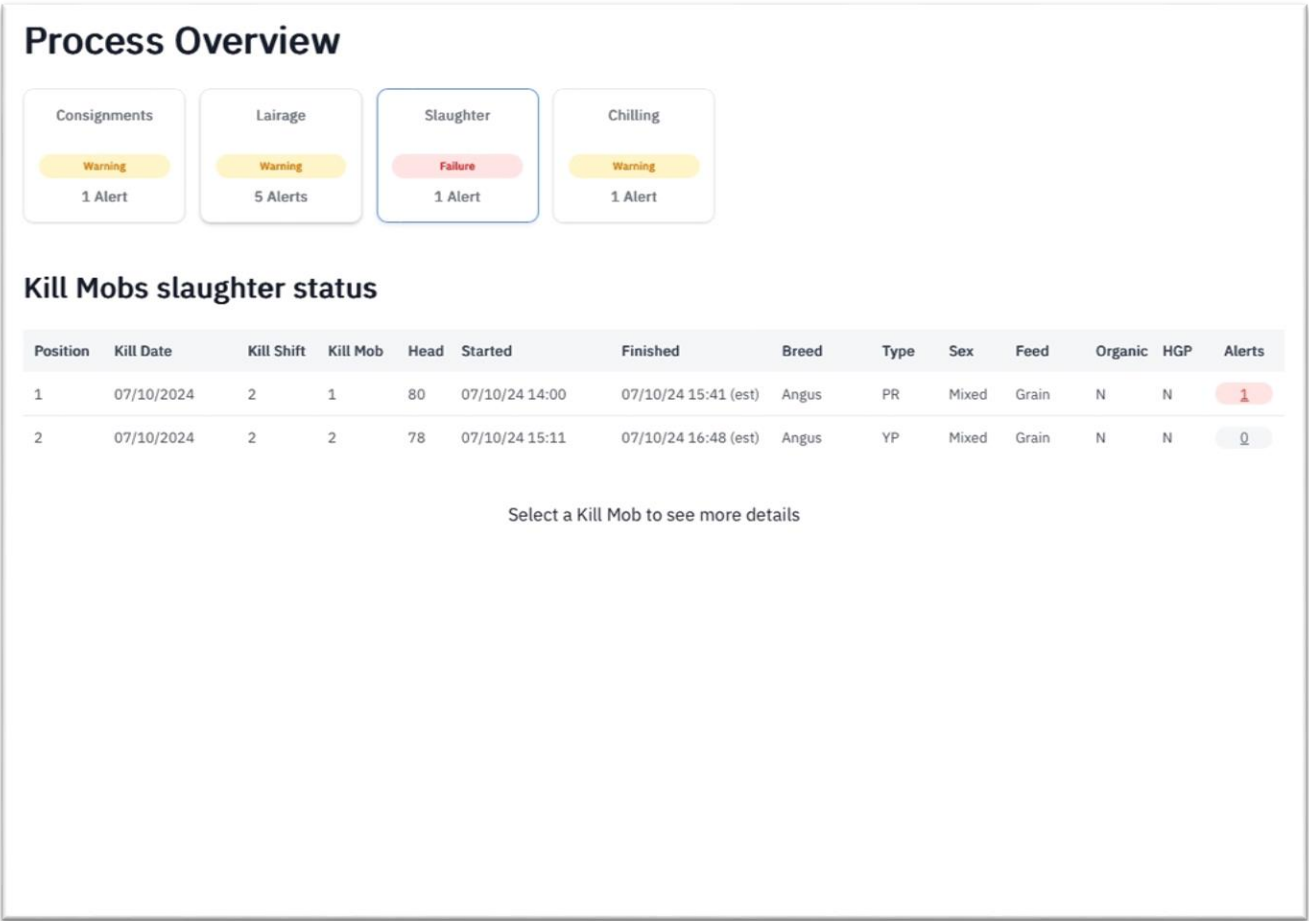 Process Overview
Consignments Lairage Slaughter Chilling
Warning Warning Failure Warning
1 Alert 5 Alerts 1 Alert 1 Alert
Kill Mobs slaughter status
Position Kill Date Kill Shift Kill Mob Head Started Finished Breed Type Sex Feed Organic HGP Alerts
1 07/10/2024 2 1 80 07/10/24 14:00 07/10/24 15:41 (est) Angus PR Mixed Grain N N 1
2 07/10/2024 2 2 78 07/10/24 15:11 07/10/24 16:48 (est) Angus YP Mixed Grain N N 0
Select a Kill Mob to see more details